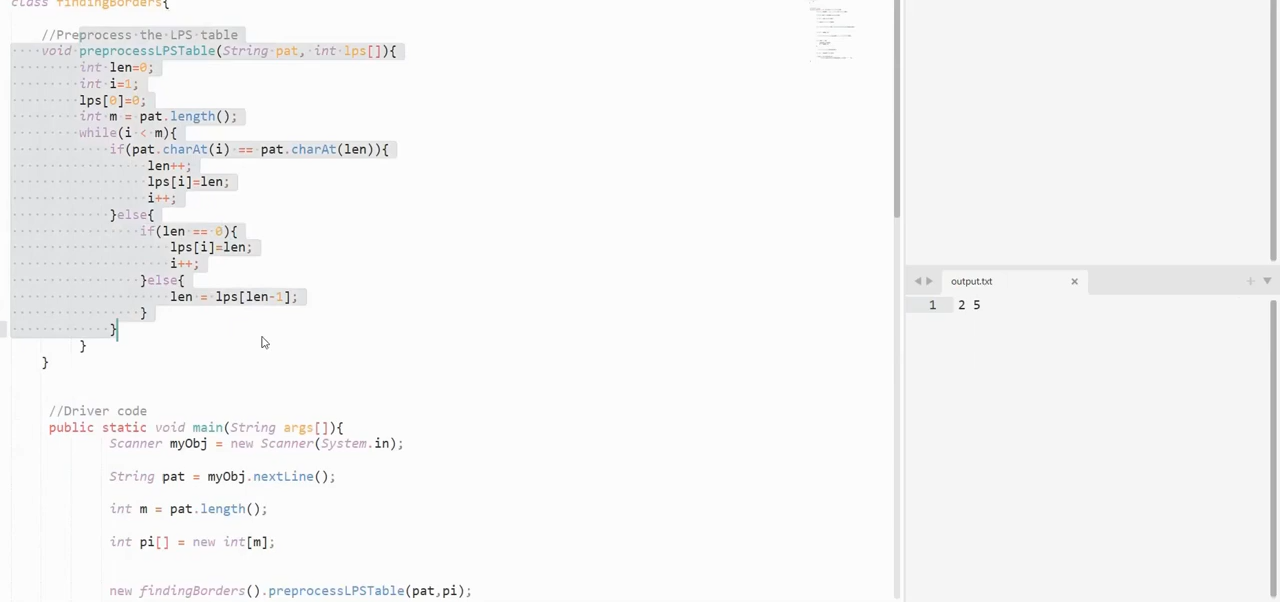 class findingBorders{
//Preprocess the LPS table
void preprocessLPSTable(String pat, int lps[]){
int len=0;
int i=1;
lps[0]=0;
int m = pat.length();
while(i < m){
if(pat.charAt(i) == pat.charAt(len)){
len++;
lps[i]=len;
i++;
}else{
if(len == 0){
lps[i]=len;
i++;
}else{
len = lps[len-1];
}
}
}
}
//Driver code
public static void main(String args[]){
Scanner myObj = new Scanner(System.in);
String pat = myObj.nextLine();
int m = pat.length();
int pi[] = new int[m];
new findingBorders().preprocessLPSTable(pat,pi);
output.txt
1 2 5